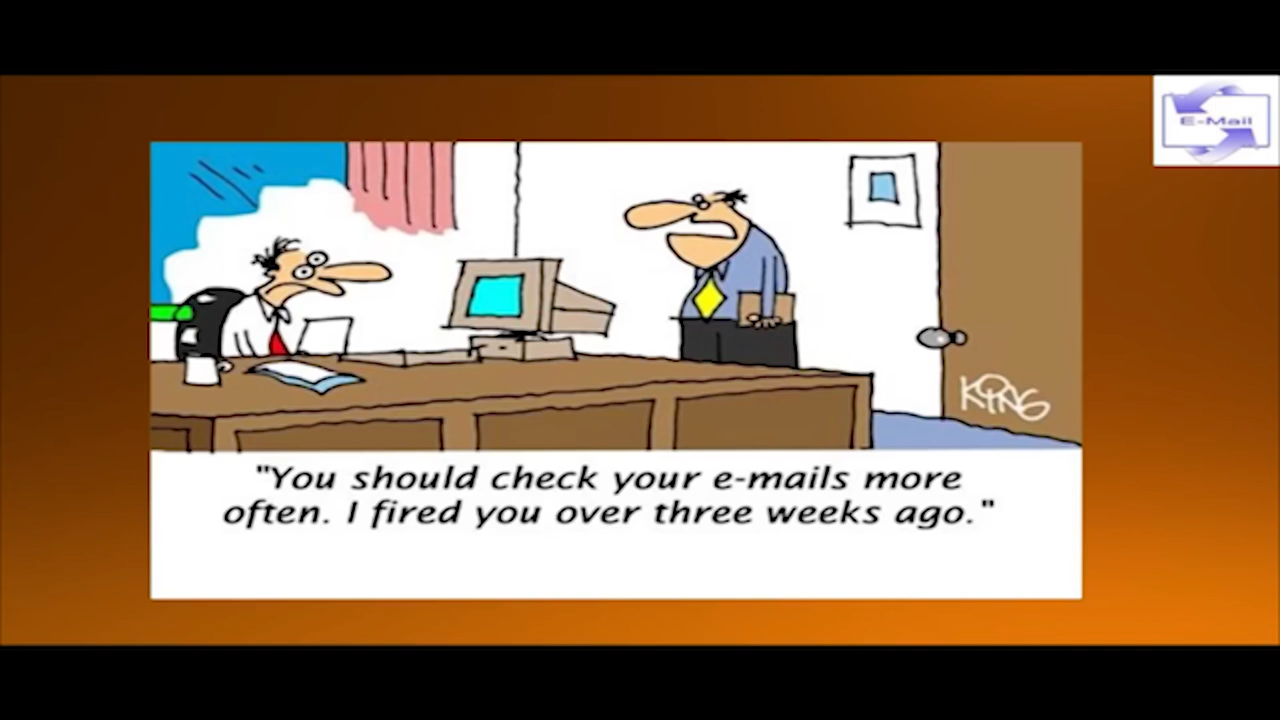 E-Mail
KING
"You should check your e-mails more
often. I fired you over three weeks ago."